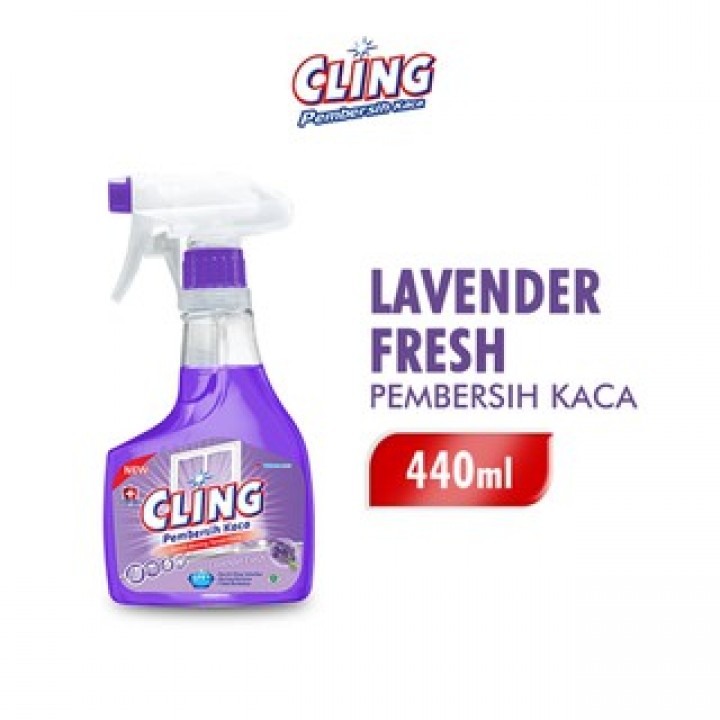 CLING
Pembersih Kaca
LAVENDER
FRESH
PEMBERSIH KACA
440ml
NEW
CLING
Pembersih Kaca